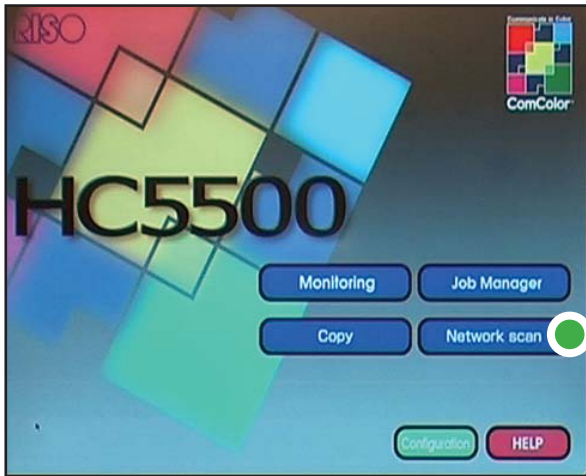 RISO
Communicate in Color
ComColor
HC5500
Monitoring
Job Manager
Copy
Network scan
Configuration
HELP